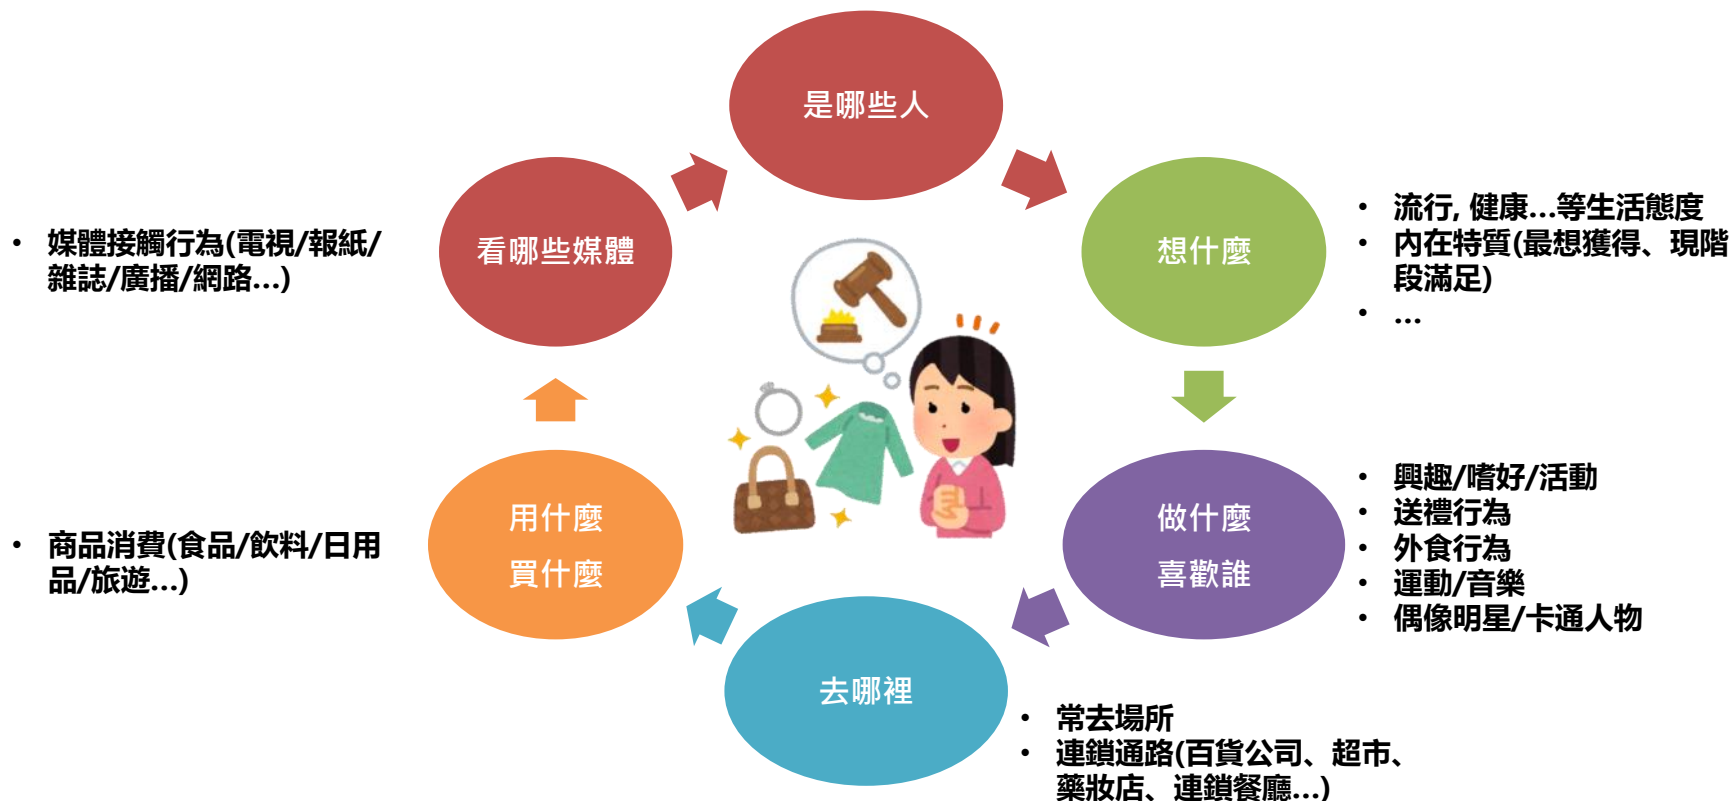 是哪些人
想什麼
• 流行, 健康…等生活態度
• 內在特質(最想獲得、現階
段滿足)
• …
做什麼
喜歡誰
• 興趣/嗜好/活動
• 送禮行為
• 外食行為
• 運動/音樂
• 偶像明星/卡通人物
去哪裡
• 常去場所
• 連鎖通路(百貨公司、超市、
藥妝店、連鎖餐廳…)
用什麼
買什麼
• 商品消費(食品/飲料/日用
品/旅遊…)
看哪些媒體
• 媒體接觸行為(電視/報紙/
雜誌/廣播/網路…)